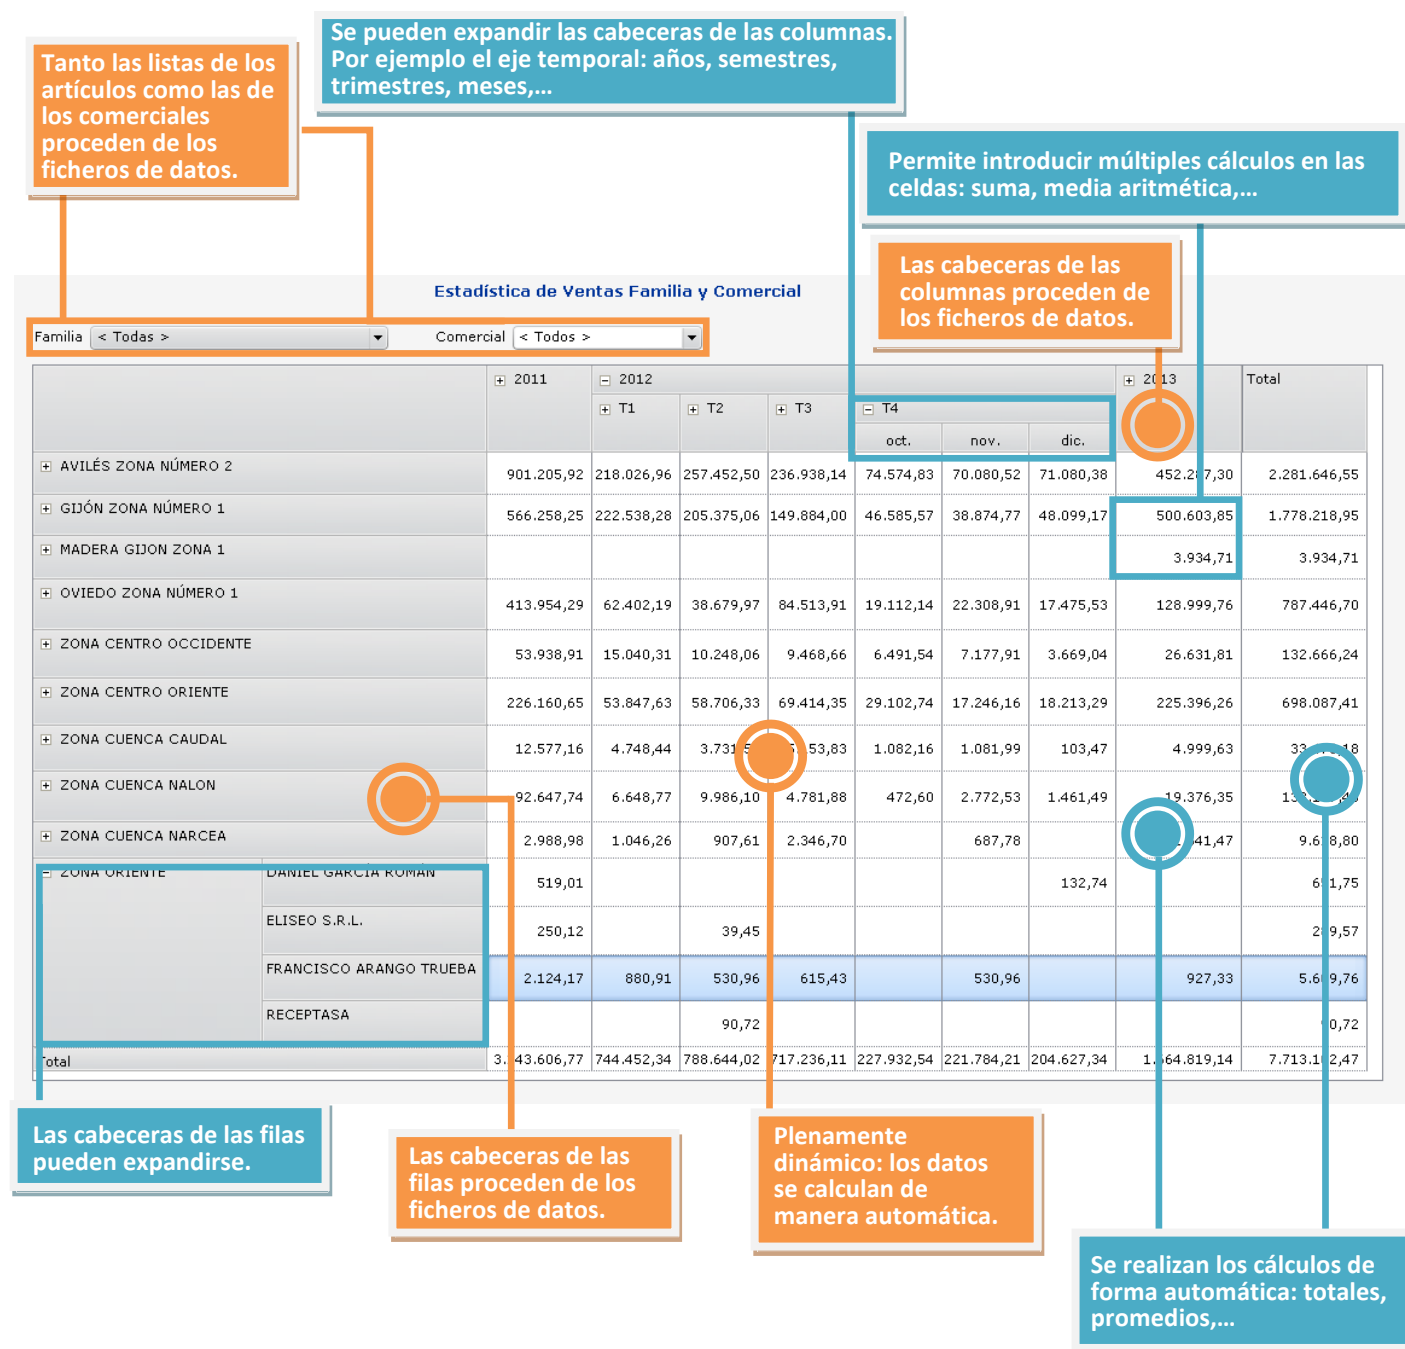 Se pueden expandir las cabeceras de las columnas.
Por ejemplo el eje temporal: años, semestres,
trimestres, meses,...
Tanto las listas de los
artículos como las de
los comerciales
proceden de los
ficheros de datos.
Permite introducir múltiples cálculos en las
celdas: suma, media aritmética,...
Las cabeceras de las
columnas proceden de
los ficheros de datos.
Estadística de Ventas Familia y Comercial
Familia < Todas > Comercial < Todos >
2011 2012 2013 Total
T1 T2 T3 T4
oct. nov. dic.
AVILÉS ZONA NÚMERO 2 901.205,92 218.026,96 257.452,50 236.938,14 74.574,83 70.080,52 71.080,38 2.281.646,55
GIJÓN ZONA NÚMERO 1 566.258,25 222.538,28 205.375,06 149.884,00 46.585,57 38.874,77 48.099,17 500.603,85 1.778.218,95
MADERA GIJON ZONA 1 3.934,71 3.934,71
OVIEDO ZONA NÚMERO 1 413.954,29 62.402,19 38.679,97 84.513,91 19.112,14 22.308,91 17.475,53 128.999,76 787.446,70
ZONA CENTRO OCCIDENTE 53.938,91 15.040,31 10.248,06 9.468,66 6.491,54 7.177,91 3.669,04 26.631,81 132.666,24
ZONA CENTRO ORIENTE 226.160,65 53.847,63 58.706,33 69.414,35 29.102,74 17.246,16 18.213,29 225.396,26 698.087,41
ZONA CUENCA CAUDAL 12.577,16 4.748,44 1.082,16 1.081,99 103,47 4.999,63
ZONA CUENCA NALON 92.647,74 6.648,77 9.986,10 4.781,88 472,60 2.772,53 1.461,49 19.376,35
ZONA CUENCA NARCEA 2.988,98 1.046,26 907,61 2.346,70 687,78
ZONA ORIENTE DANIEL GARCÍA ROMÁN 519,01 132,74
ELISEO S.R.L. 250,12 39,45
FRANCISCO ARANGO TRUEBA 2.124,17 880,91 530,96 615,43 530,96 927,33
RECEPTASA 90,72
Total 744.452,34 788.644,02 717.236,11 227.932,54 221.784,21 204.627,34
Las cabeceras de las filas
pueden expandirse.
Las cabeceras de las
filas proceden de los
ficheros de datos.
Plenamente
dinámico: los datos
se calculan de
manera automática.
Se realizan los cálculos de
forma automática: totales,
promedios,...